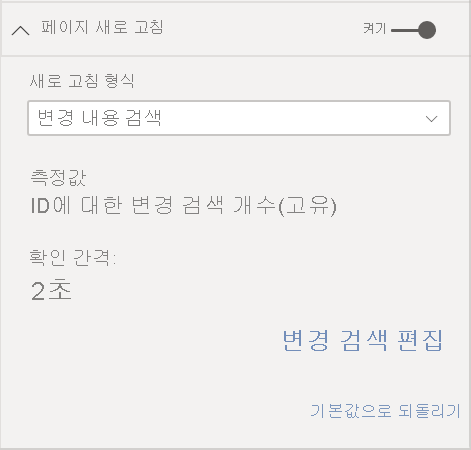 페이지 새로 고침 켜기
새로 고침 형식
변경 내용 검색
측정값
ID에 대한 변경 검색 개수(고유)
확인 간격:
2초
변경 검색 편집
기본값으로 되돌리기